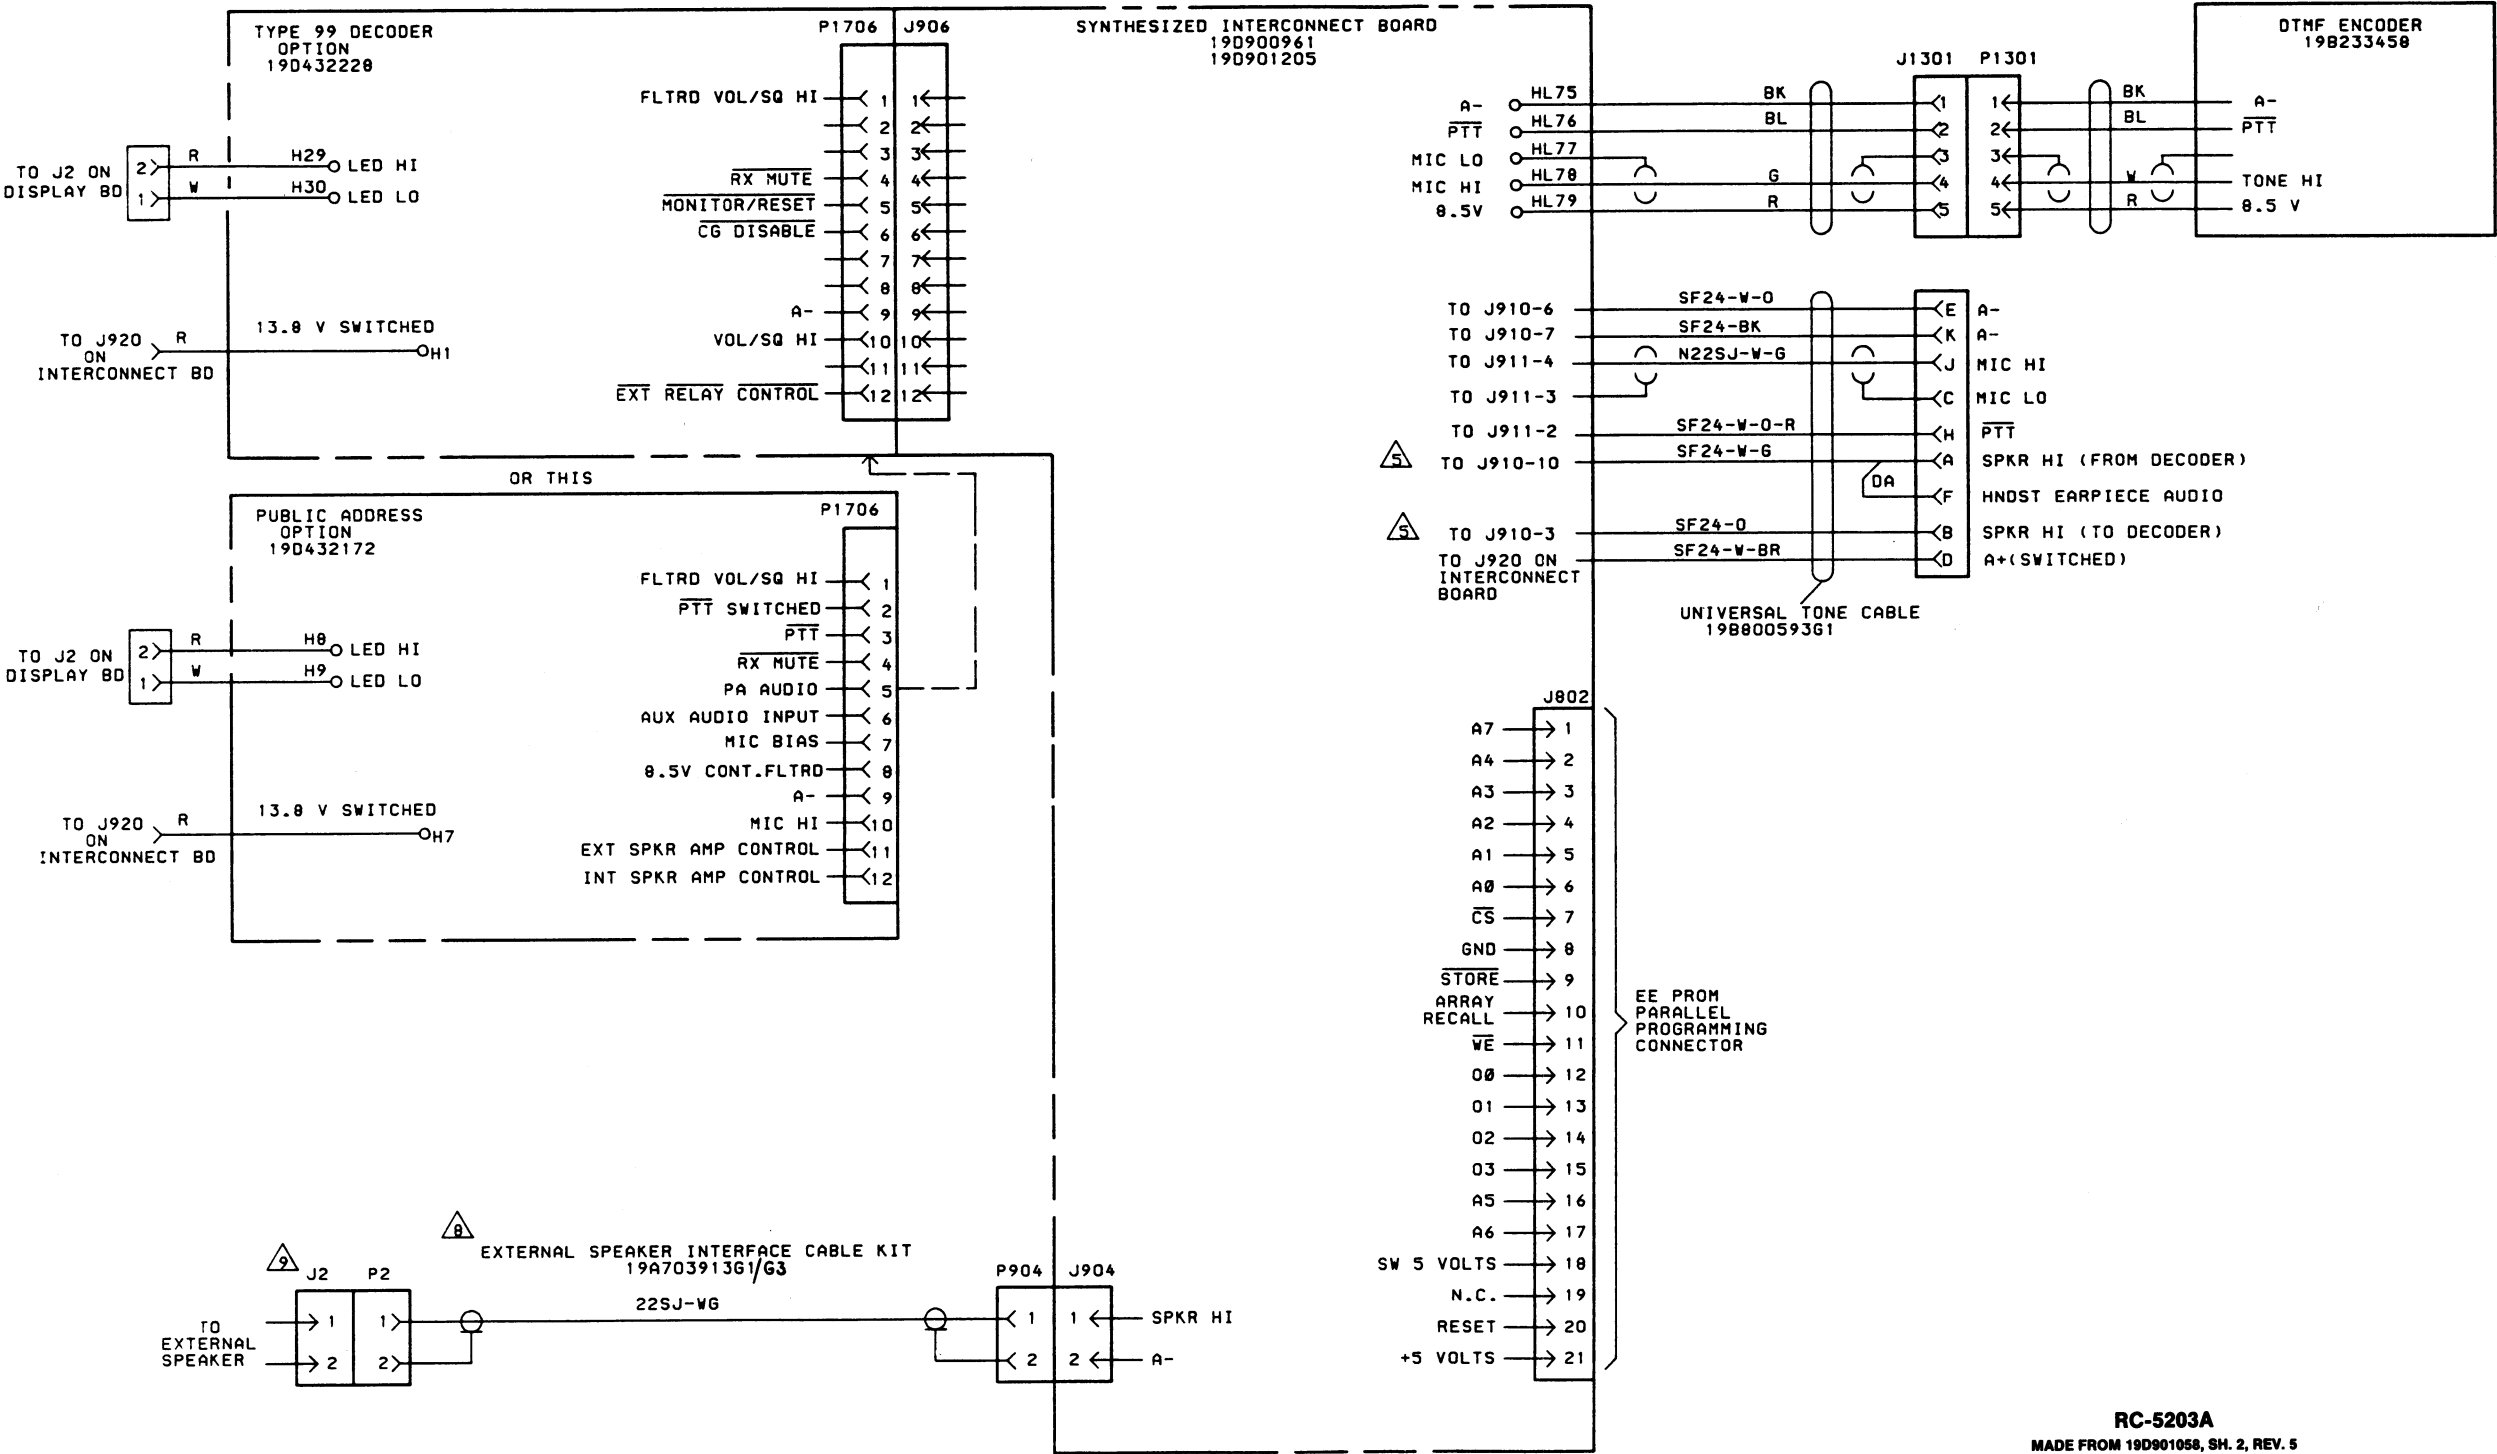 TYPE 99 DECODER
OPTION
19D432228
P1706
J906
FLTRD VOL/SQ HI
1
1
2
2
3
3
RX MUTE
4
4
MONITOR/RESET
5
5
CG DISABLE
6
6
7
7
8
8
A-
9
9
VOL/SQ HI
10
10
11
11
EXT RELAY CONTROL
12
12
TO J2 ON
DISPLAY BD
2
R
H29
LED HI
1
W
H30
LED LO
TO J920
ON
INTERCONNECT BD
R
13.8 V SWITCHED
H1
OR THIS
PUBLIC ADDRESS
OPTION
19D432172
P1706
FLTRD VOL/SQ HI
1
PTT SWITCHED
2
PTT
3
RX MUTE
4
PA AUDIO
5
AUX AUDIO INPUT
6
MIC BIAS
7
8.5V CONT.FLTRD
8
A-
9
MIC HI
10
EXT SPKR AMP CONTROL
11
INT SPKR AMP CONTROL
12
TO J2 ON
DISPLAY BD
2
R
H8
LED HI
1
W
H9
LED LO
TO J920
ON
INTERCONNECT BD
R
13.8 V SWITCHED
H7
8
EXTERNAL SPEAKER INTERFACE CABLE KIT
19A703913G1/G3
9
J2
P2
22SJ-WG
TO
EXTERNAL
SPEAKER
1
1
2
2
P904
J904
1
1
SPKR HI
2
2
A-
SYNTHESIZED INTERCONNECT BOARD
19D900961
19D901205
A-
HL75
BK
PTT
HL76
BL
MIC LO
HL77
MIC HI
HL78
G
8.5V
HL79
R
J1301
P1301
1
1
2
2
3
3
4
4
5
5
BK
BL
W
R
DTMF ENCODER
19B233458
A-
PTT
TONE HI
8.5 V
TO J910-6
SF24-W-O
E
A-
TO J910-7
SF24-BK
K
A-
TO J911-4
N22SJ-W-G
J
MIC HI
TO J911-3
C
MIC LO
TO J911-2
SF24-W-O-R
H
PTT
5
TO J910-10
SF24-W-G
A
SPKR HI (FROM DECODER)
DA
F
HNDST EARPIECE AUDIO
5
TO J910-3
SF24-O
B
SPKR HI (TO DECODER)
TO J920 ON
INTERCONNECT
BOARD
SF24-W-BR
D
A+(SWITCHED)
UNIVERSAL TONE CABLE
19B800593G1
J802
A7
1
A4
2
A3
3
A2
4
A1
5
A0
6
CS
7
GND
8
STORE
9
ARRAY
RECALL
10
WE
11
O0
12
O1
13
O2
14
O3
15
A5
16
A6
17
SW 5 VOLTS
18
N.C.
19
RESET
20
+5 VOLTS
21
EE PROM
PARALLEL
PROGRAMMING
CONNECTOR
RC-5203A
MADE FROM 19D901058, SH. 2, REV. 5